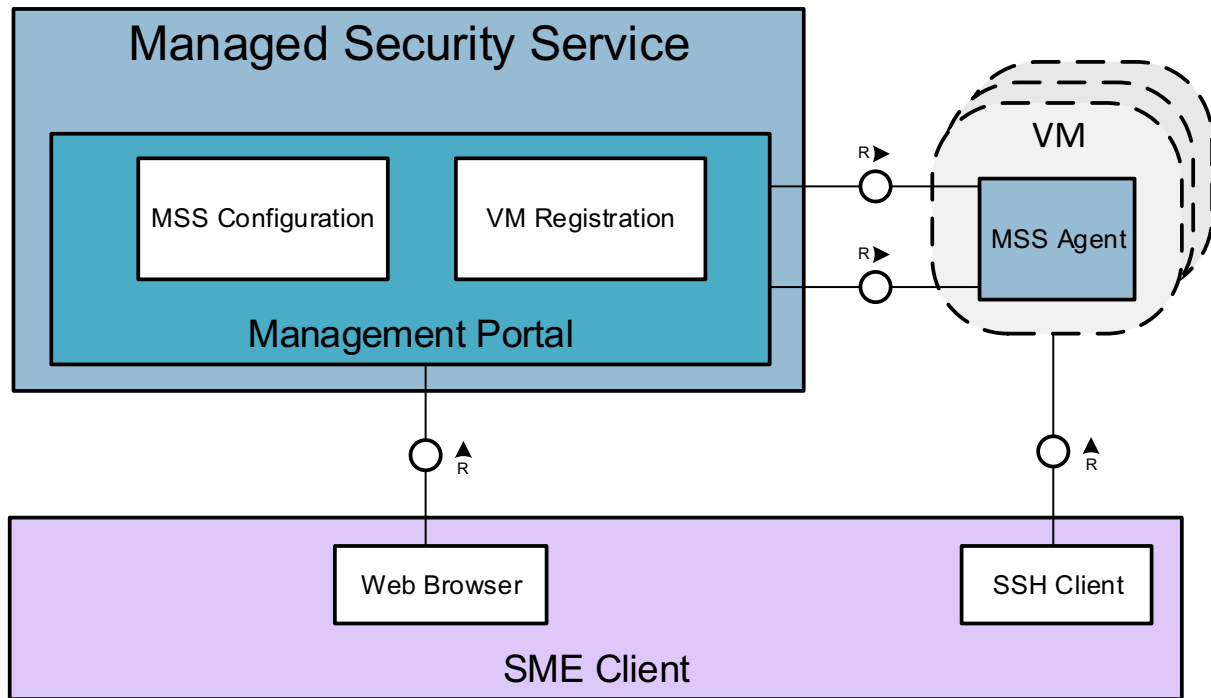 Managed Security Service
VM
R
MSS Configuration
VM Registration
MSS Agent
R
Management Portal
R
R
Web Browser
SSH Client
SME Client